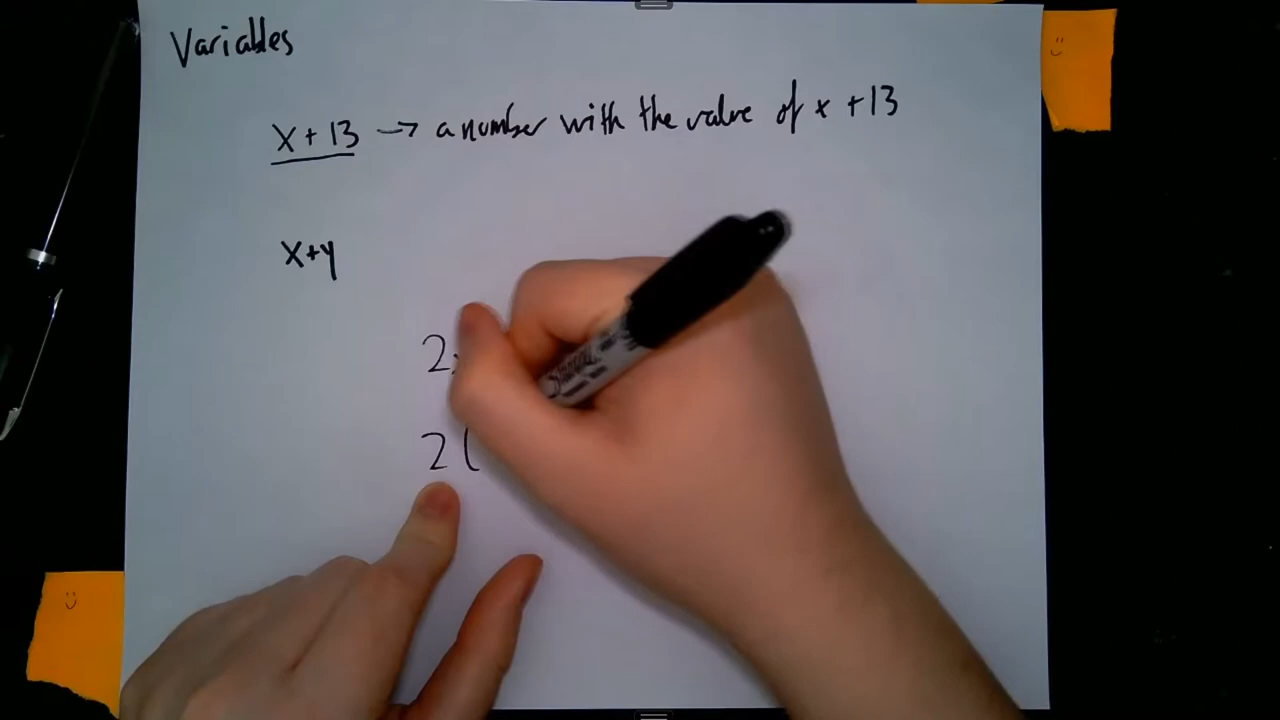 Variables
x + 13 → a number with the value of x + 13
x+y
2
2 (